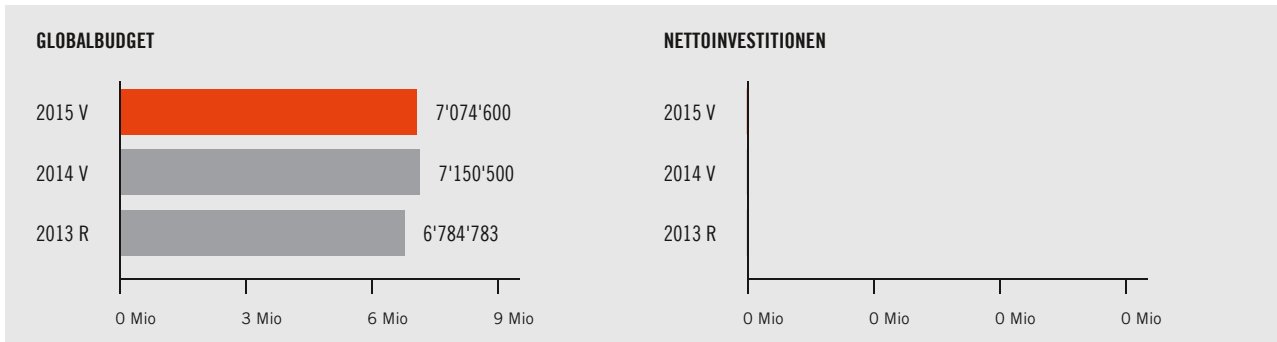 GLOBALBUDGET
2015 V 7'074'600
2014 V 7'150'500
2013 R 6'784'783
0 Mio 3 Mio 6 Mio 9 Mio
NETTOINVESTITIONEN
2015 V
2014 V
2013 R
0 Mio 0 Mio 0 Mio 0 Mio